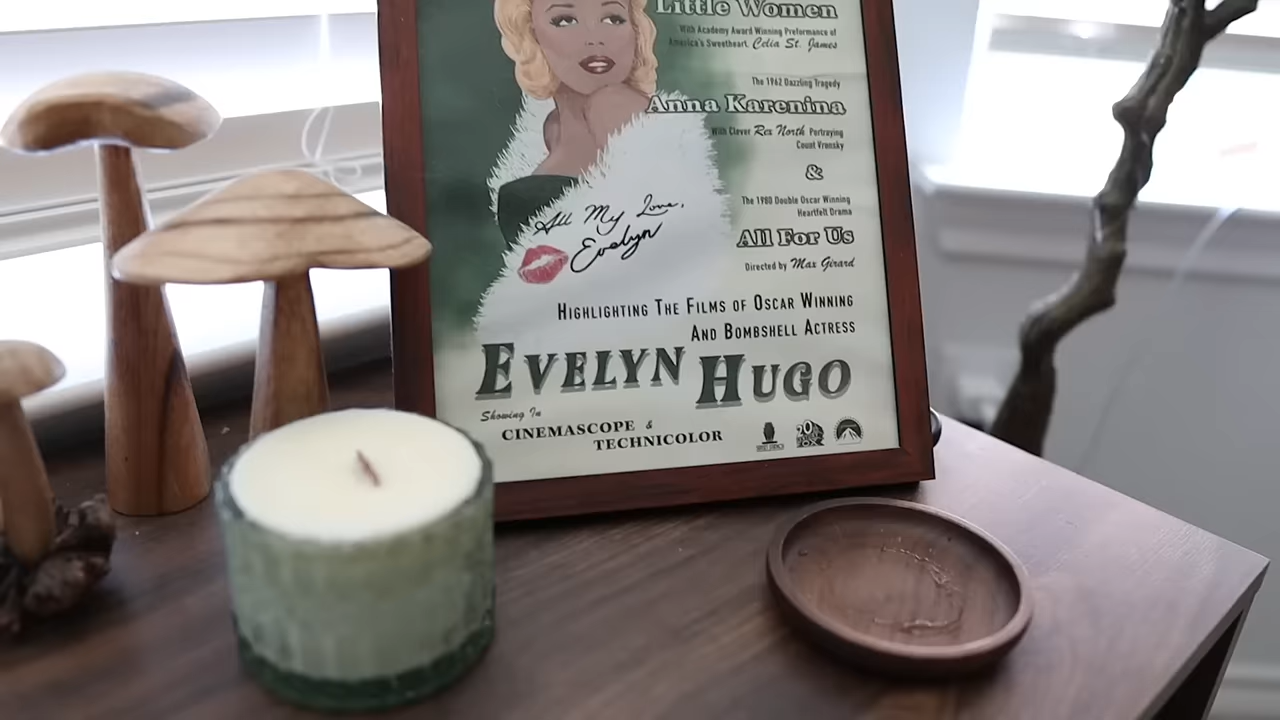 Little Women
With Academy Award Winning Preformance of
America's Sweetheart, Celia St. James
The 1962 Dazzling Tragedy
Anna Karenina
With Clever Rex North Portraying
Count Vronsky
&
The 1980 Double Oscar Winning
Heartfelt Drama
All For Us
Directed by Max Girard
All My Love,
Evelyn
Highlighting The Films of Oscar Winning
And Bombshell Actress
Evelyn Hugo
Showing In
CINEMASCOPE &
TECHNICOLOR
20th
FOX